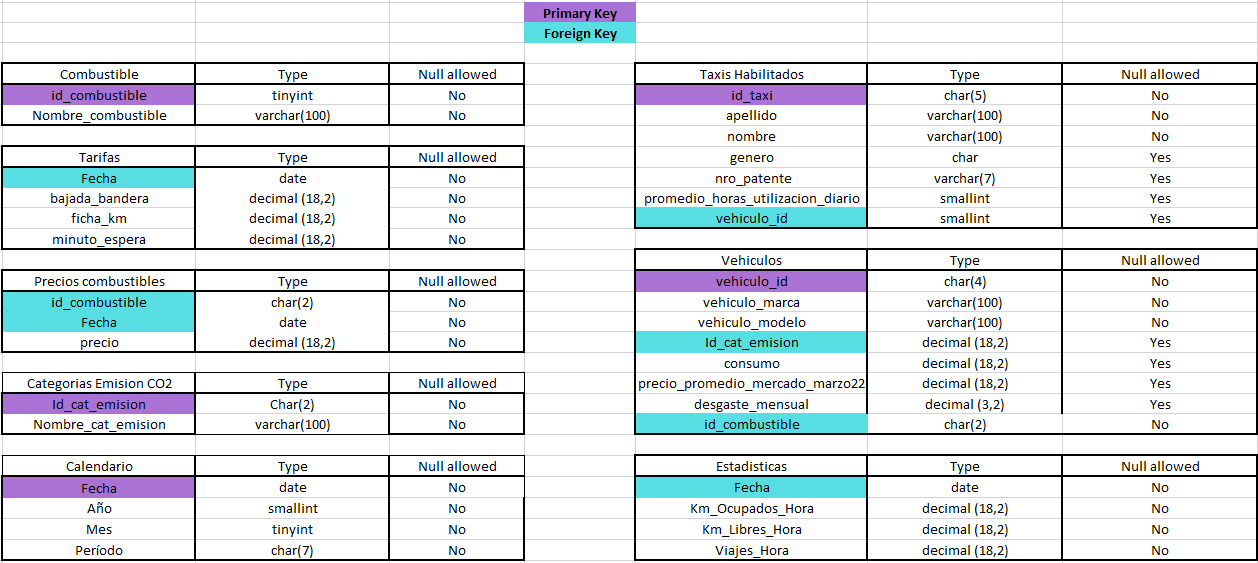 Primary Key
Foreign Key
Combustible Type Null allowed
id_combustible tinyint No
Nombre_combustible varchar(100) No
Tarifas Type Null allowed
Fecha date No
bajada_bandera decimal (18,2) No
ficha_km decimal (18,2) No
minuto_espera decimal (18,2) No
Precios combustibles Type Null allowed
id_combustible char(2) No
Fecha date No
precio decimal (18,2) No
Categorias Emision CO2 Type Null allowed
Id_cat_emision Char(2) No
Nombre_cat_emision varchar(100) No
Calendario Type Null allowed
Fecha date No
Año smallint No
Mes tinyint No
Período char(7) No
Taxis Habilitados Type Null allowed
id_taxi char(5) No
apellido varchar(100) No
nombre varchar(100) No
genero char Yes
nro_patente varchar(7) Yes
promedio_horas_utilizacion_diario smallint Yes
vehiculo_id smallint Yes
Vehiculos Type Null allowed
vehiculo_id char(4) No
vehiculo_marca varchar(100) No
vehiculo_modelo varchar(100) No
Id_cat_emision decimal (18,2) Yes
consumo decimal (18,2) Yes
precio_promedio_mercado_marzo22 decimal (18,2) Yes
desgaste_mensual decimal (3,2) Yes
id_combustible char(2) No
Estadisticas Type Null allowed
Fecha date No
Km_Ocupados_Hora decimal (18,2) No
Km_Libres_Hora decimal (18,2) No
Viajes_Hora decimal (18,2) No